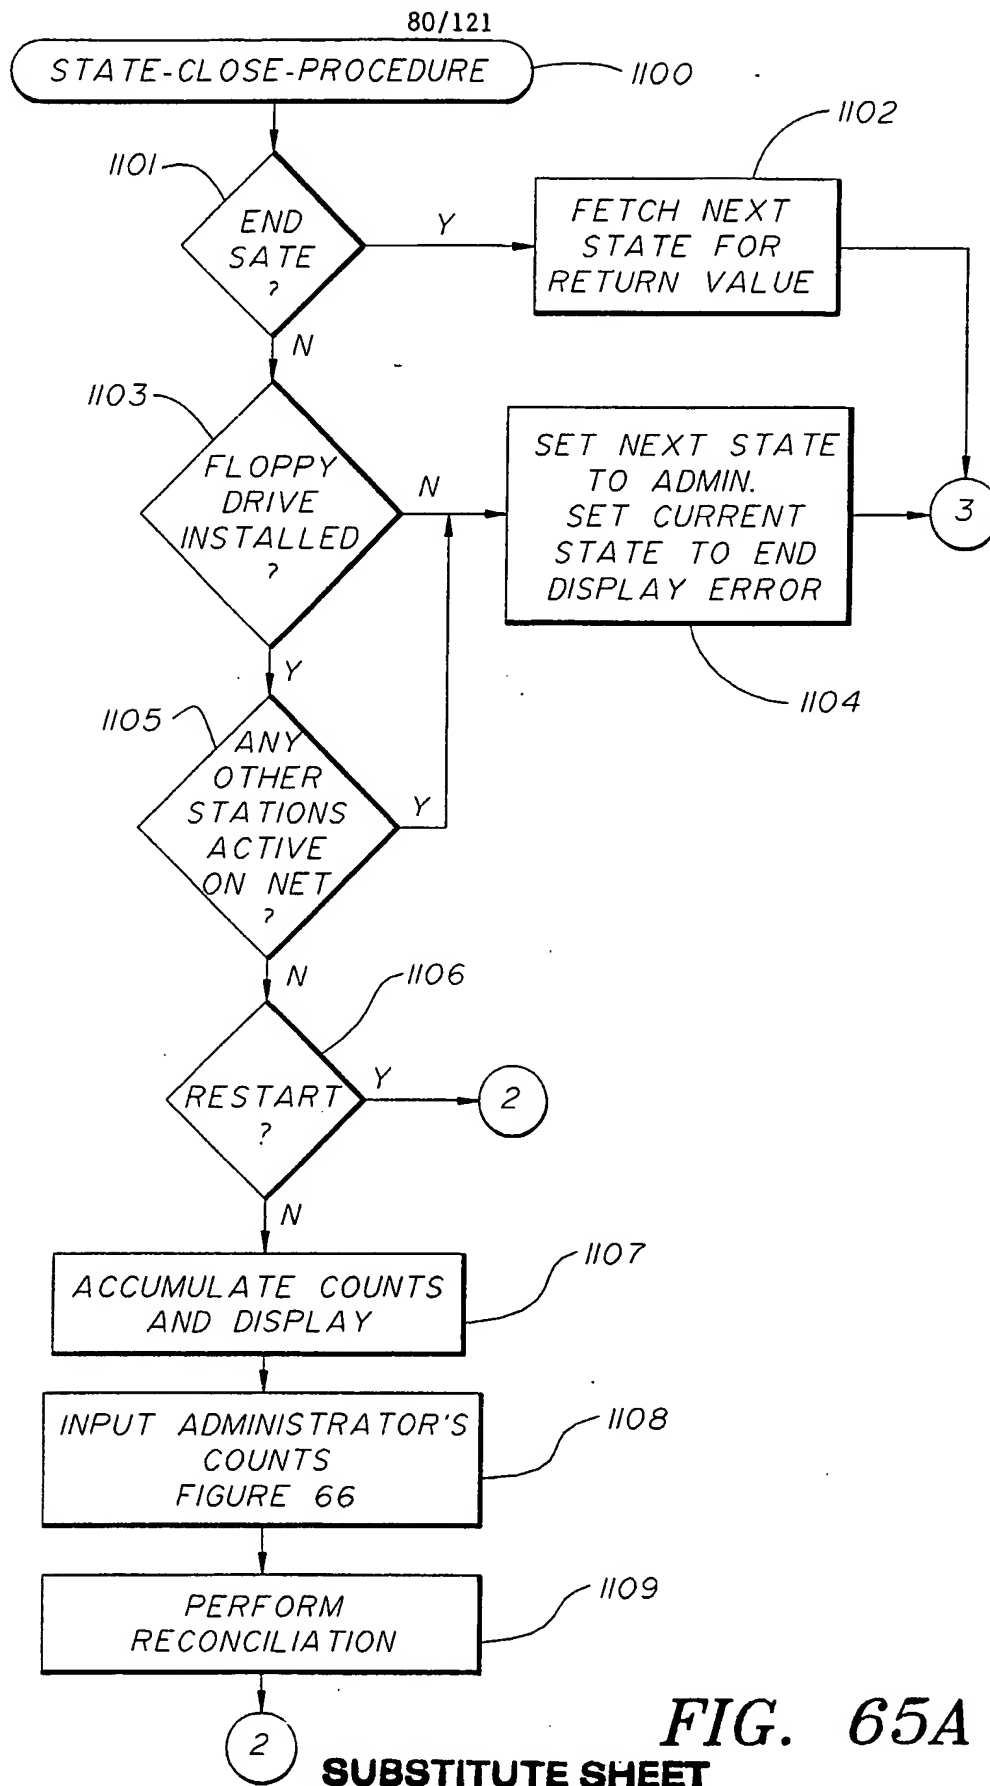 80/121
STATE-CLOSE-PROCEDURE
1100
1101
END
SATE
?
Y
1102
FETCH NEXT
STATE FOR
RETURN VALUE
N
1103
FLOPPY
DRIVE
INSTALLED
?
N
SET NEXT STATE
TO ADMIN.
SET CURRENT
STATE TO END
DISPLAY ERROR
3
1104
Y
1105
ANY
OTHER
STATIONS
ACTIVE
ON NET
?
Y
N
1106
RESTART
?
Y
2
N
ACCUMULATE COUNTS
AND DISPLAY
1107
INPUT ADMINISTRATOR'S
COUNTS
FIGURE 66
1108
PERFORM
RECONCILIATION
1109
2
FIG. 65A
SUBSTITUTE SHEET